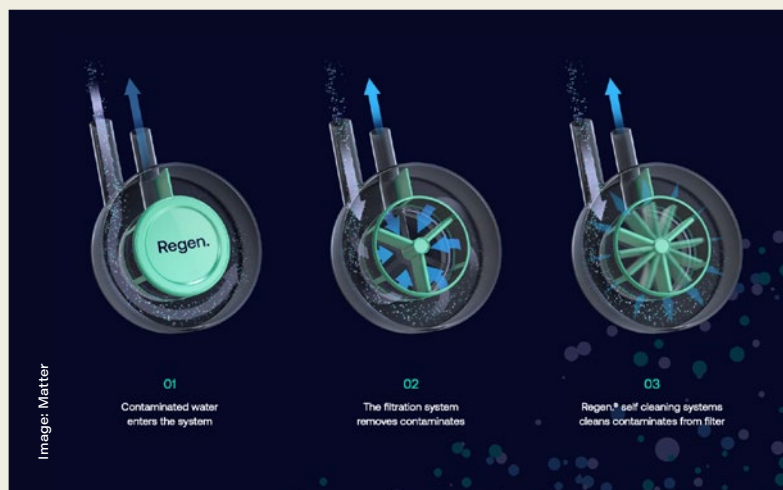 Regen.
01
Contaminated water
enters the system
02
The filtration system
removes contaminates
03
Regen.® self cleaning systems
cleans contaminates from filter
Image: Matter